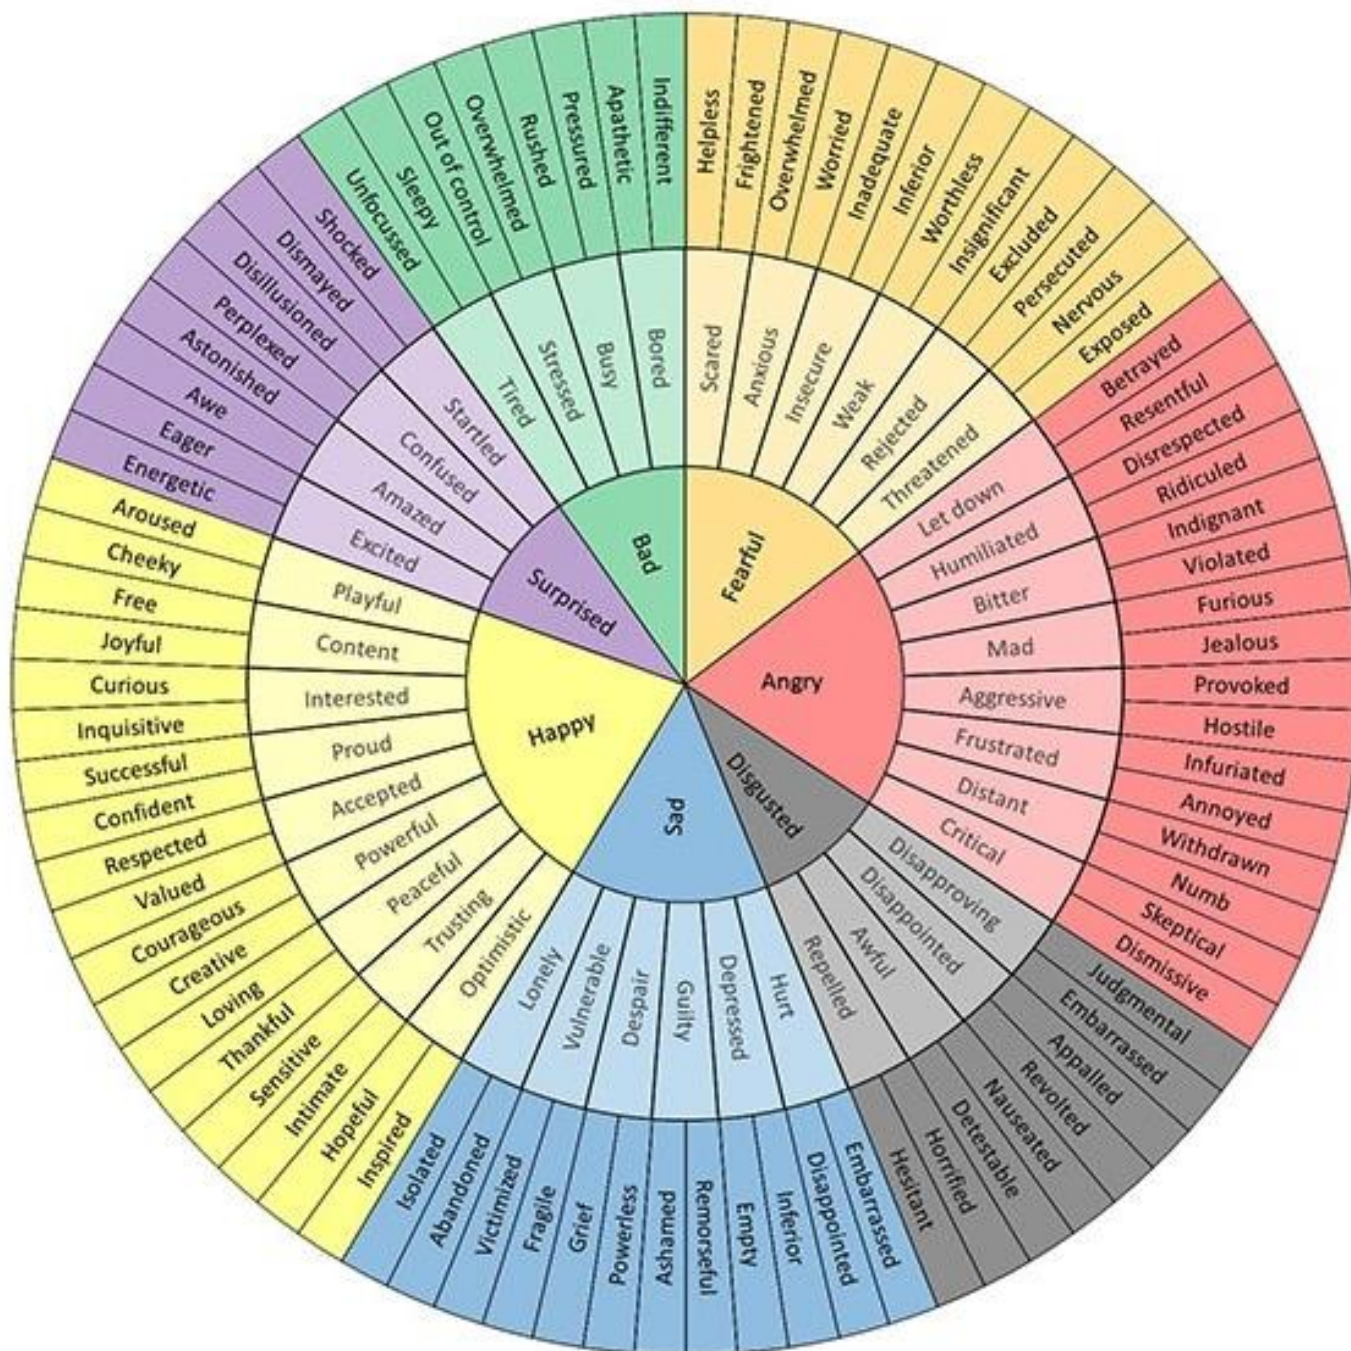 Fearful
Angry
Disgusted
Sad
Happy
Surprised
Bad
Scared
Anxious
Insecure
Weak
Rejected
Threatened
Let down
Humiliated
Bitter
Mad
Aggressive
Frustrated
Distant
Critical
Disapproving
Disappointed
Awful
Repelled
Hurt
Depressed
Guilty
Despair
Vulnerable
Lonely
Optimistic
Trusting
Peaceful
Powerful
Accepted
Proud
Interested
Content
Playful
Excited
Amazed
Confused
Startled
Tired
Stressed
Busy
Bored
Helpless
Frightened
Overwhelmed
Worried
Inadequate
Inferior
Worthless
Insignificant
Excluded
Persecuted
Nervous
Exposed
Betrayed
Resentful
Disrespected
Ridiculed
Indignant
Violated
Furious
Jealous
Provoked
Hostile
Infuriated
Annoyed
Withdrawn
Numb
Skeptical
Dismissive
Judgmental
Embarrassed
Appalled
Revolted
Nauseated
Detestable
Horrified
Hesitant
Embarrassed
Disappointed
Inferior
Empty
Remorseful
Ashamed
Powerless
Grief
Fragile
Victimized
Abandoned
Isolated
Inspired
Hopeful
Intimate
Sensitive
Thankful
Loving
Creative
Courageous
Valued
Respected
Confident
Successful
Inquisitive
Curious
Joyful
Free
Cheeky
Aroused
Energetic
Eager
Awe
Astonished
Perplexed
Disillusioned
Dismayed
Shocked
Unfocussed
Sleepy
Out of control
Overwhelmed
Rushed
Pressured
Apathetic
Indifferent